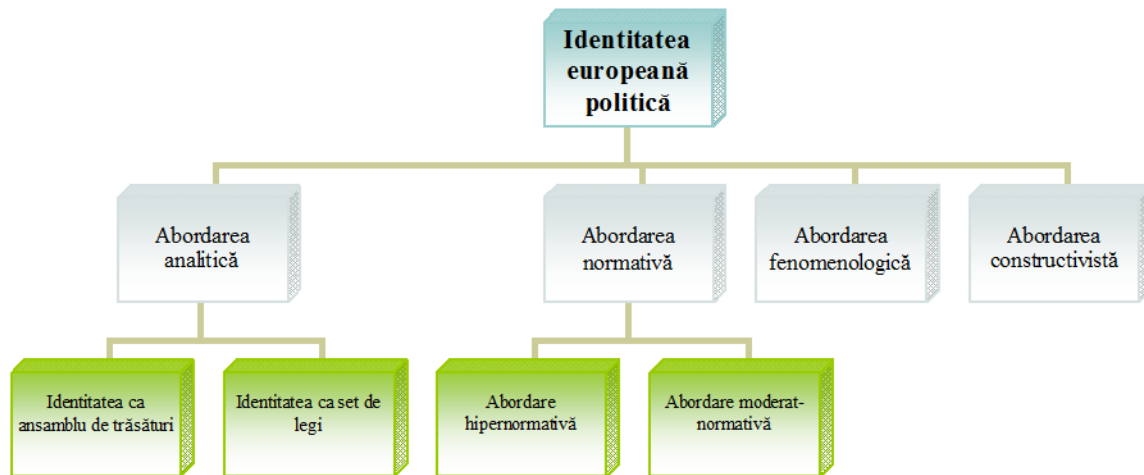 Identitatea
europeană
politică
Abordarea
analitică
Abordarea
normativă
Abordarea
fenomenologică
Abordarea
constructivistă
Identitatea ca
ansamblu de trăsături
Identitatea ca set de
legi
Abordare
hipernormativă
Abordare moderat-
normativă